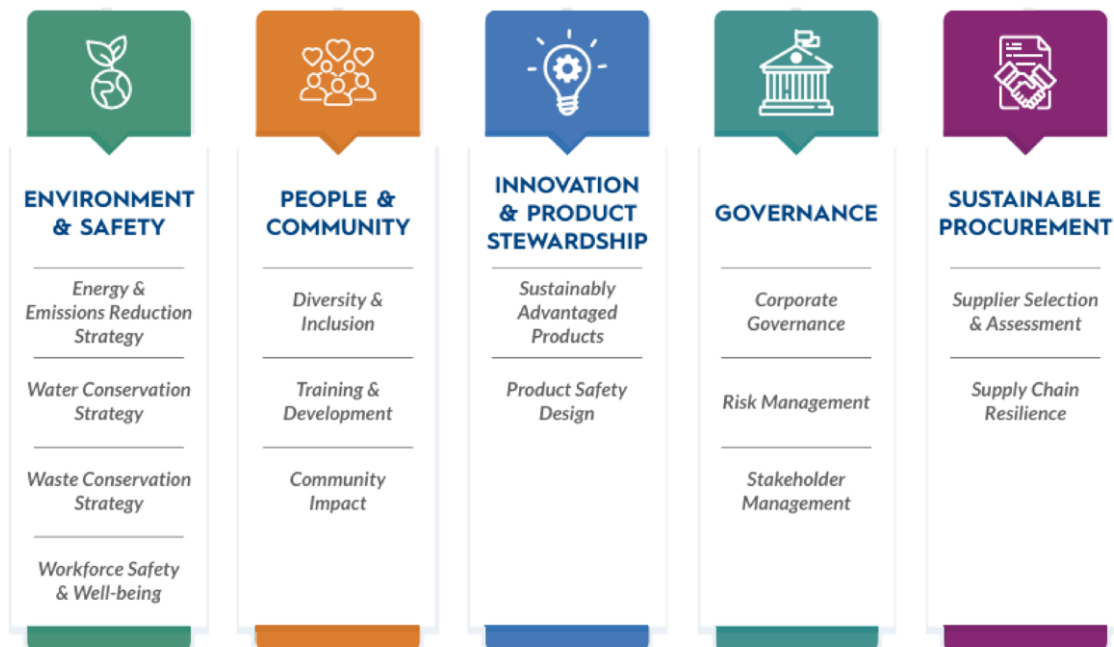 ENVIRONMENT
& SAFETY
Energy &
Emissions Reduction
Strategy
Water Conservation
Strategy
Waste Conservation
Strategy
Workforce Safety
& Well-being
PEOPLE &
COMMUNITY
Diversity &
Inclusion
Training &
Development
Community
Impact
INNOVATION
& PRODUCT
STEWARDSHIP
Sustainably
Advantaged
Products
Product Safety
Design
GOVERNANCE
Corporate
Governance
Risk Management
Stakeholder
Management
SUSTAINABLE
PROCUREMENT
Supplier Selection
& Assessment
Supply Chain
Resilience